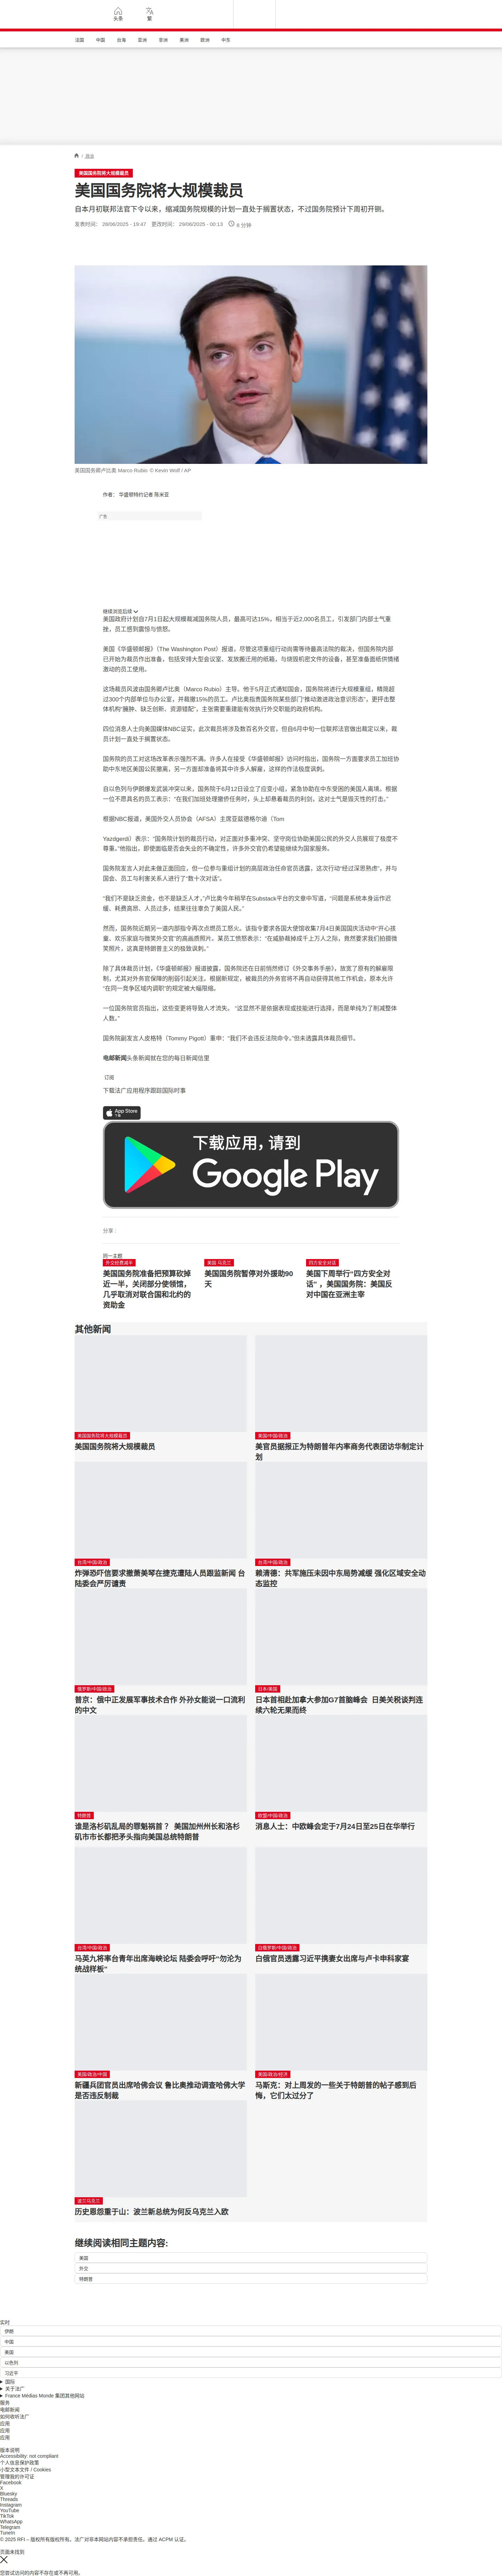 头条
繁
法国
中国
台海
亚洲
非洲
美洲
欧洲
中东
/ 政治
美国国务院将大规模裁员
美国国务院将大规模裁员
自本月初联邦法官下令以来，缩减国务院规模的计划一直处于搁置状态，不过国务院预计下周初开铡。
发表时间： 28/06/2025 - 19:47 更改时间： 29/06/2025 - 00:13 8 分钟
美国国务卿卢比奥 Marco Rubio © Kevin Wolf / AP
作者： 华盛顿特约记者 陈米亚
广告
继续浏览后续
美国政府计划自7月1日起大规模裁减国务院人员，最高可达15%，相当于近2,000名员工，引发部门内部士气重挫，员工感到震惊与愤怒。
美国《华盛顿邮报》（The Washington Post）报道，尽管这项重组行动尚需等待最高法院的裁决，但国务院内部已开始为裁员作出准备，包括安排大型会议室、发放搬迁用的纸箱，与烧毁机密文件的设备，甚至准备面纸供情绪激动的员工使用。
这场裁员风波由国务卿卢比奥（Marco Rubio）主导。他于5月正式通知国会，国务院将进行大规模重组，精简超过300个内部单位与办公室，并裁撤15%的员工。卢比奥指责国务院某些部门"推动激进政治意识形态"，更抨击整体机构"臃肿、缺乏创新、资源错配"，主张需要重建能有效执行外交职能的政府机构。
四位消息人士向美国媒体NBC证实，此次裁员将涉及数百名外交官，但自6月中旬一位联邦法官做出裁定以来，裁员计划一直处于搁置状态。
国务院的员工对这场改革表示强烈不满。许多人在接受《华盛顿邮报》访问时指出，国务院一方面要求员工加班协助中东地区美国公民撤离，另一方面却准备将其中许多人解雇，这样的作法极度讽刺。
自以色列与伊朗爆发武装冲突以来，国务院于6月12日设立了应变小组，紧急协助在中东受困的美国人离境。根据一位不愿具名的员工表示："在我们加班处理撤侨任务时，头上却悬着裁员的利剑，这对士气是毁灭性的打击。"
根据NBC报道，美国外交人员协会（AFSA）主席亚兹德格尔迪（Tom
Yazdgerdi）表示："国务院计划的裁员行动，对正面对多重冲突、坚守岗位协助美国公民的外交人员展现了极度不尊重。"他指出，即便面临是否会失业的不确定性，许多外交官仍希望能继续为国家服务。
国务院发言人对此未做正面回应，但一位参与重组计划的高层政治任命官员透露，这次行动"经过深思熟虑"，并与国会、员工与利害关系人进行了"数十次对话"。
"我们不是缺乏资金，也不是缺乏人才，"卢比奥今年稍早在Substack平台的文章中写道，"问题是系统本身运作迟缓、耗费高昂、人员过多，结果往往辜负了美国人民。"
然而，国务院近期另一道内部指令再次点燃员工怒火。该指令要求各国大使馆收集7月4日美国国庆活动中"开心孩童、欢乐家庭与微笑外交官"的高画质照片。某员工愤怒表示："在威胁裁掉成千上万人之际，竟然要求我们拍摄微笑照片，这真是特朗普主义的极致讽刺。"
除了具体裁员计划，《华盛顿邮报》报道披露，国务院还在日前悄然修订《外交事务手册》，放宽了原有的解雇限制，尤其对外务官保障的削弱引起关注。根据新规定，被裁员的外务官将不再自动获得其他工作机会，原本允许"在同一竞争区域内调职"的规定被大幅限缩。
一位国务院官员指出，这些变更将导致人才流失。 "这显然不是依据表现或技能进行选择，而是单纯为了削减整体人数。"
国务院副发言人皮格特（Tommy Pigott）重申："我们不会违反法院命令。"但未透露具体裁员细节。
电邮新闻头条新闻就在您的每日新闻信里
订阅
下载法广应用程序跟踪国际时事
App Store 下载
下载应用，请到
Google Play
分享 :
同一主题
外交经费减半
美国国务院准备把预算砍掉近一半，关闭部分使领馆，几乎取消对联合国和北约的资助金
美国 马克三
美国国务院暂停对外援助90天
四方安全对话
美国下周举行"四方安全对话" ，美国国务院：美国反对中国在亚洲主宰
其他新闻
美国国务院将大规模裁员
美国国务院将大规模裁员
美国/中国/政治
美官员据报正为特朗普年内率商务代表团访华制定计划
台湾/中国/政治
炸弹恐吓信要求撤萧美琴在捷克遭陆人员跟监新闻 台陆委会严厉谴责
台湾/中国/政治
赖清德：共军施压未因中东局势减缓 强化区域安全动态监控
俄罗斯/中国/政治
普京：俄中正发展军事技术合作 外孙女能说一口流利的中文
日本/美国
日本首相赴加拿大参加G7首脑峰会 日美关税谈判连续六轮无果而终
特朗普
谁是洛杉矶乱局的罪魁祸首？ 美国加州州长和洛杉矶市市长都把矛头指向美国总统特朗普
欧盟/中国/政治
消息人士：中欧峰会定于7月24日至25日在华举行
台湾/中国/政治
马英九将率台青年出席海峡论坛 陆委会呼吁"勿沦为统战样板"
白俄罗斯/中国/政治
白俄官员透露习近平携妻女出席与卢卡申科家宴
美国/政治/中国
新疆兵团官员出席哈佛会议 鲁比奥推动调查哈佛大学是否违反制裁
美国/政治/经济
马斯克：对上周发的一些关于特朗普的帖子感到后悔，它们太过分了
波兰乌克兰
历史恩怨重于山：波兰新总统为何反乌克兰入欧
继续阅读相同主题内容:
美国
外交
特朗普
实时
伊朗
中国
美国
以色列
习近平
国际
关于法广
France Médias Monde 集团其他网站
服务
电邮新闻
如何收听法广
应用
应用
应用
版本说明
Accessibility: not compliant
个人信息保护政策
小型文本文件 / Cookies
管理我的许可证
Facebook
X
Bluesky
Threads
Instagram
YouTube
TikTok
WhatsApp
Telegram
TuneIn
© 2025 RFI – 版权所有版权所有。法广对非本网站内容不承担责任。通过 ACPM 认证。
页面未找到
您尝试访问的内容不存在或不再可用。